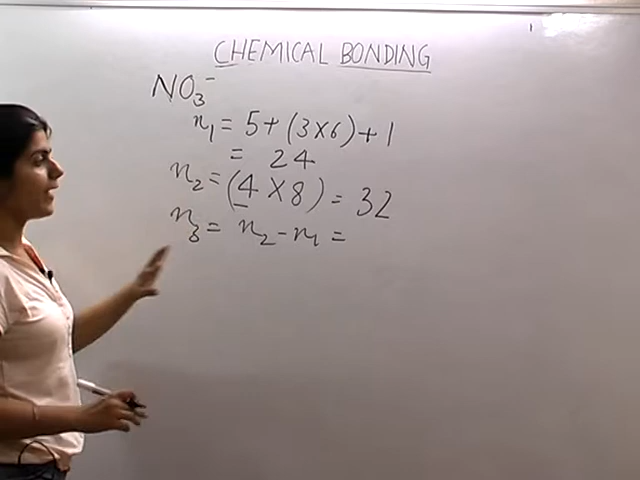 CHEMICAL BONDING
NO₃⁻
n₁ = 5 + (3 × 6) + 1
= 24
n₂ = (4 × 8) = 32
n₃ = n₂ - n₁ =